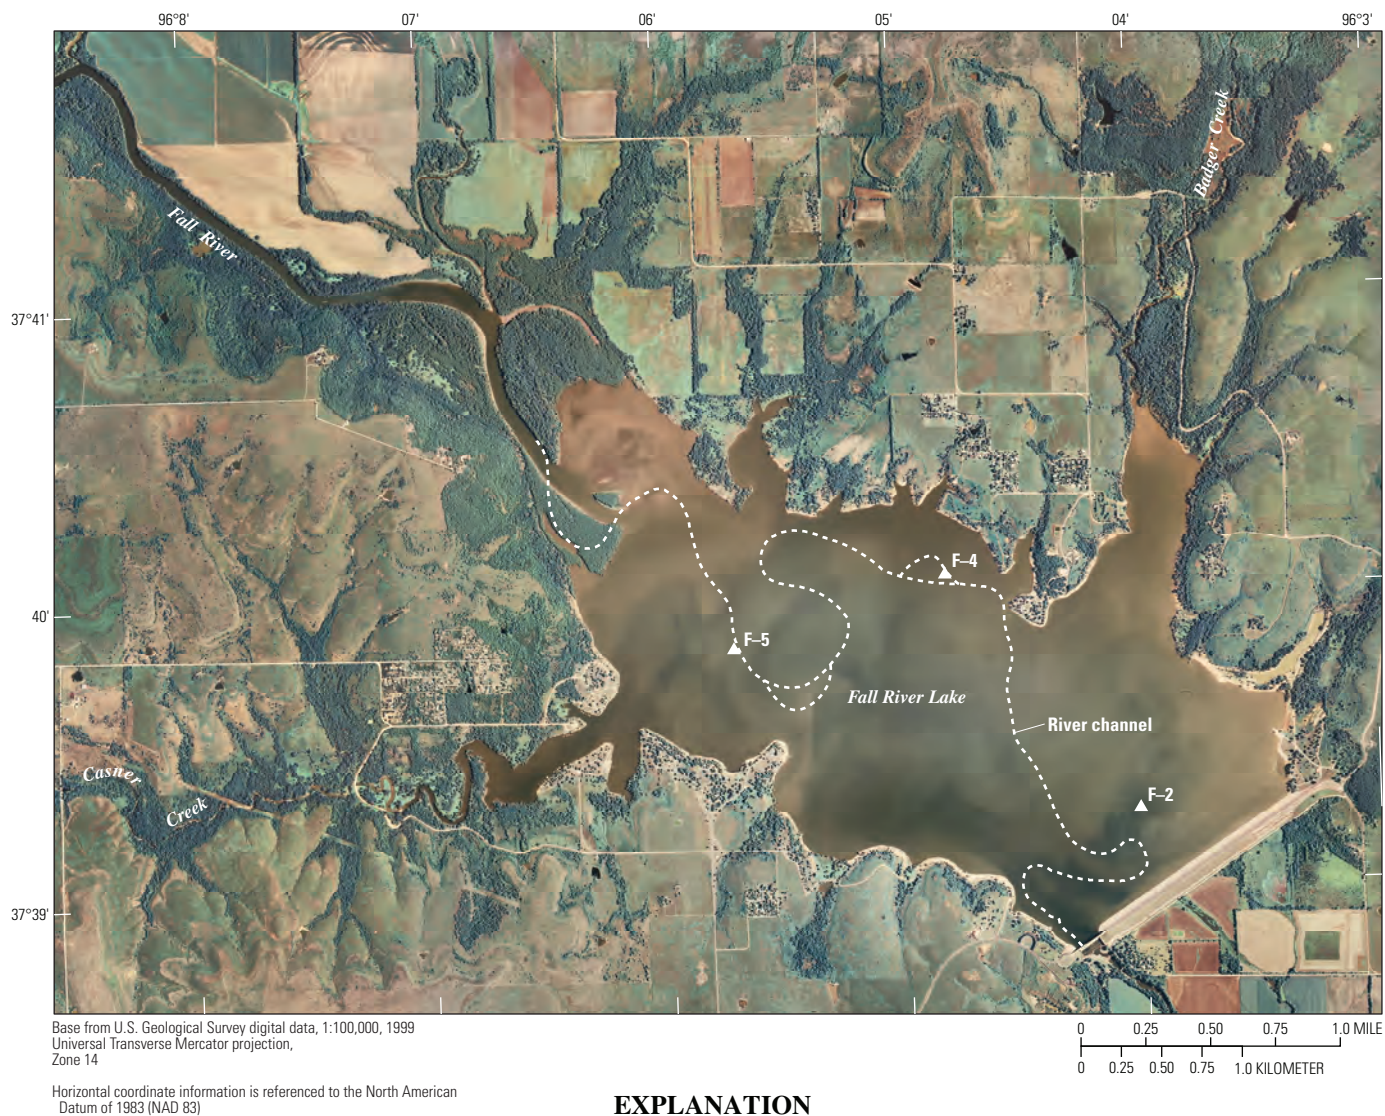 96°8' 07' 06' 05' 04' 96°3'
Badger Creek
Fall River
37°41'
F–4
40'
F–5
Fall River Lake
River channel
Casner
Creek
F–2
37°39'
Base from U.S. Geological Survey digital data, 1:100,000, 1999
Universal Transverse Mercator projection,
Zone 14
0 0.25 0.50 0.75 1.0 MILE
0 0.25 0.50 0.75 1.0 KILOMETER
Horizontal coordinate information is referenced to the North American
Datum of 1983 (NAD 83)
EXPLANATION